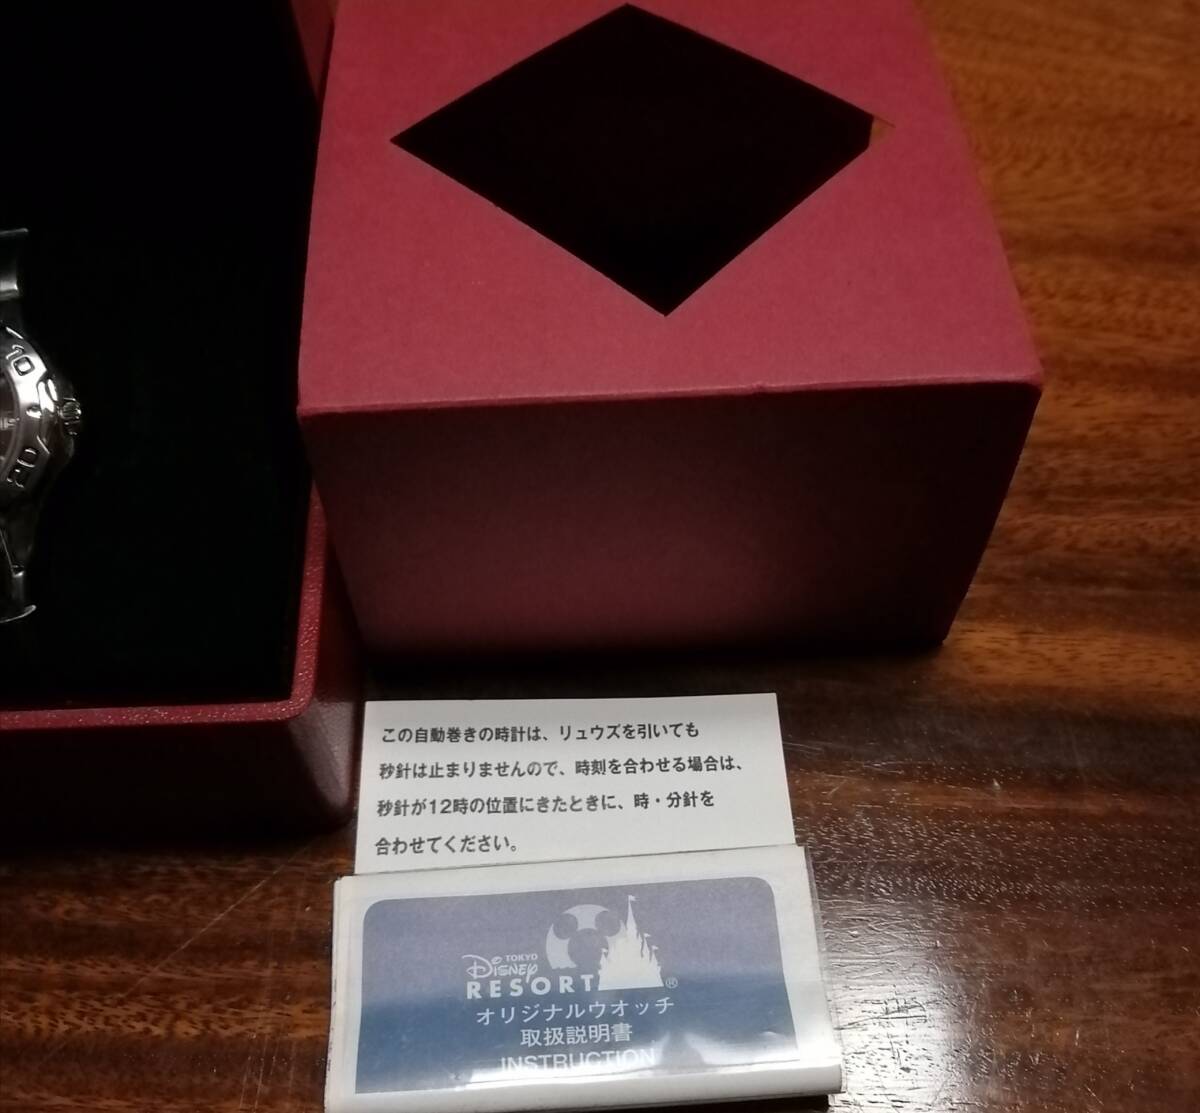 10
20
この自動巻きの時計は、リュウズを引いても
秒針は止まりませんので、時刻を合わせる場合は、
秒針が12時の位置にきたときに、時・分針を
合わせてください。
TOKYO
DISNEY
RESORT®
オリジナルウオッチ
取扱説明書
INSTRUCTION